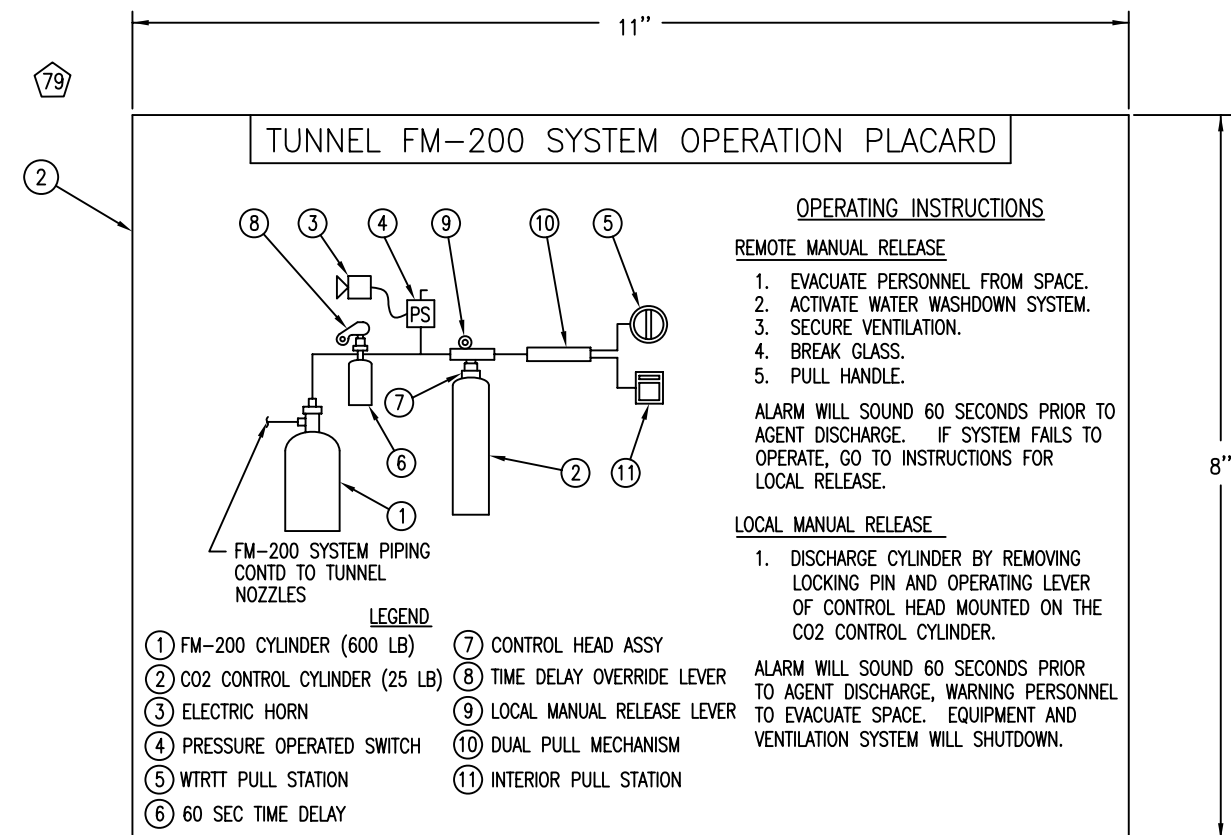 11"
79
2
TUNNEL FM-200 SYSTEM OPERATION PLACARD
8 3 4 9 10 5
PS
7
6
2
11
1
FM-200 SYSTEM PIPING
CONTD TO TUNNEL
NOZZLES
LEGEND
1 FM-200 CYLINDER (600 LB)
2 CO2 CONTROL CYLINDER (25 LB)
3 ELECTRIC HORN
4 PRESSURE OPERATED SWITCH
5 WTRTT PULL STATION
6 60 SEC TIME DELAY
7 CONTROL HEAD ASSY
8 TIME DELAY OVERRIDE LEVER
9 LOCAL MANUAL RELEASE LEVER
10 DUAL PULL MECHANISM
11 INTERIOR PULL STATION
OPERATING INSTRUCTIONS
REMOTE MANUAL RELEASE
1. EVACUATE PERSONNEL FROM SPACE.
2. ACTIVATE WATER WASHDOWN SYSTEM.
3. SECURE VENTILATION.
4. BREAK GLASS.
5. PULL HANDLE.
ALARM WILL SOUND 60 SECONDS PRIOR TO
AGENT DISCHARGE. IF SYSTEM FAILS TO
OPERATE, GO TO INSTRUCTIONS FOR
LOCAL RELEASE.
LOCAL MANUAL RELEASE
1. DISCHARGE CYLINDER BY REMOVING
LOCKING PIN AND OPERATING LEVER
OF CONTROL HEAD MOUNTED ON THE
CO2 CONTROL CYLINDER.
ALARM WILL SOUND 60 SECONDS PRIOR
TO AGENT DISCHARGE, WARNING PERSONNEL
TO EVACUATE SPACE. EQUIPMENT AND
VENTILATION SYSTEM WILL SHUTDOWN.
8"